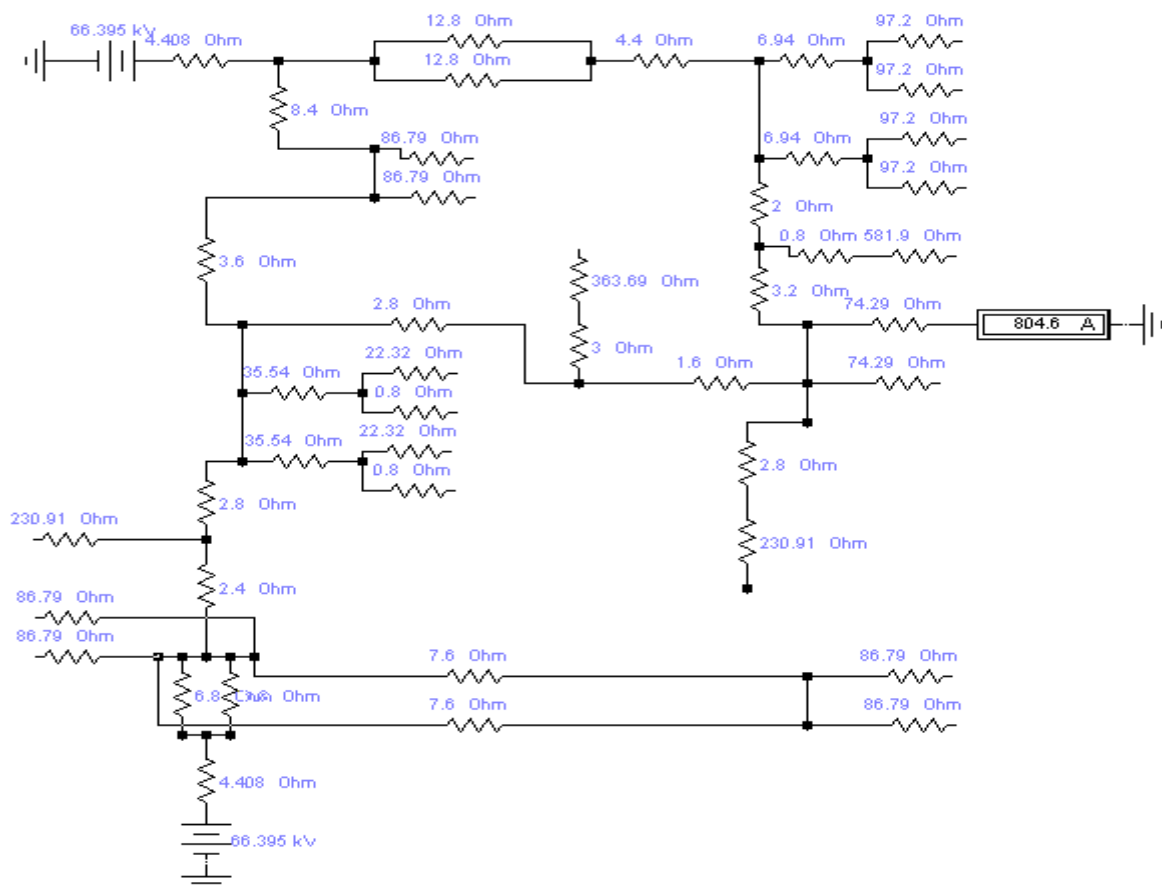 66.395 kV
4.408 Ohm
12.8 Ohm
12.8 Ohm
4.4 Ohm
6.94 Ohm
97.2 Ohm
97.2 Ohm
8.4 Ohm
86.79 Ohm
86.79 Ohm
6.94 Ohm
97.2 Ohm
97.2 Ohm
2 Ohm
0.8 Ohm
581.9 Ohm
3.6 Ohm
363.69 Ohm
3.2 Ohm
2.8 Ohm
74.29 Ohm
804.6 A
3 Ohm
22.32 Ohm
35.54 Ohm
0.8 Ohm
1.6 Ohm
74.29 Ohm
22.32 Ohm
35.54 Ohm
0.8 Ohm
2.8 Ohm
2.8 Ohm
230.91 Ohm
230.91 Ohm
2.4 Ohm
86.79 Ohm
86.79 Ohm
7.6 Ohm
86.79 Ohm
6.8 Ohm
7.6 Ohm
86.79 Ohm
4.408 Ohm
66.395 kV